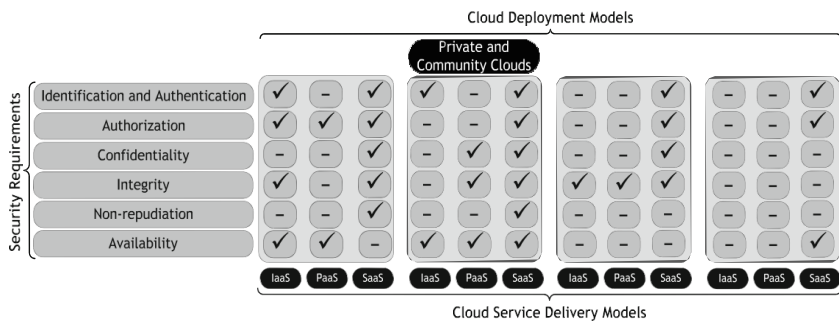 Cloud Deployment Models
Private and
Community Clouds
Security Requirements
Identification and Authentication ✓ – ✓ ✓ – ✓ – – ✓ – – ✓
Authorization ✓ ✓ ✓ – – ✓ – – ✓ – – ✓
Confidentiality – – ✓ – ✓ ✓ – – ✓ – – –
Integrity ✓ – ✓ – ✓ ✓ ✓ ✓ ✓ – – –
Non-repudiation – – ✓ – – ✓ – – – – – –
Availability ✓ ✓ – ✓ ✓ ✓ – – – – – ✓
IaaS PaaS SaaS IaaS PaaS SaaS IaaS PaaS SaaS IaaS PaaS SaaS
Cloud Service Delivery Models